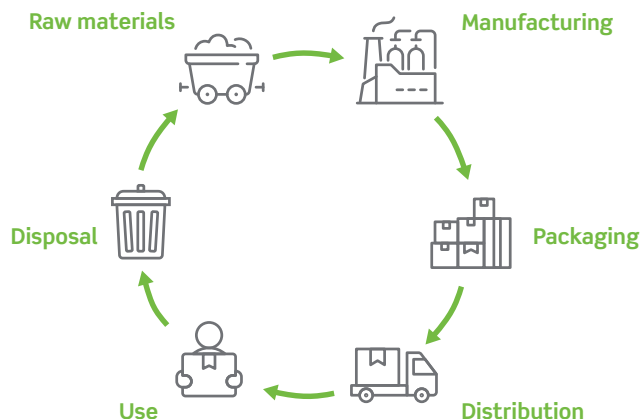 Raw materials
Manufacturing
Packaging
Distribution
Use
Disposal